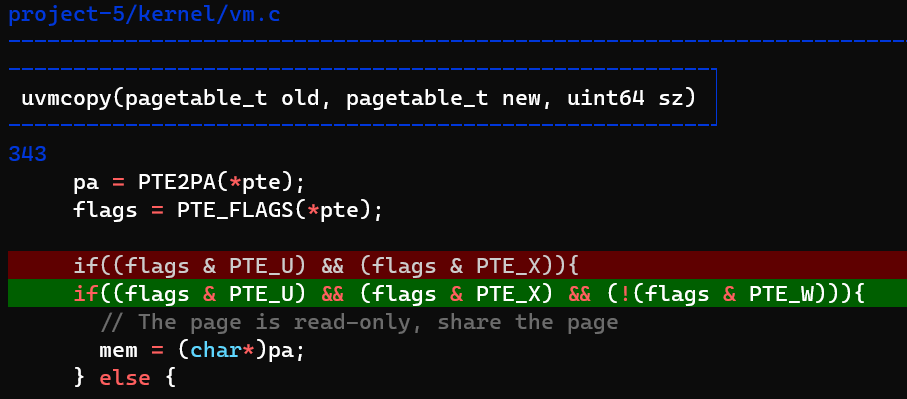 project-5/kernel/vm.c
uvmcopy(pagetable_t old, pagetable_t new, uint64 sz)
343
pa = PTE2PA(*pte);
flags = PTE_FLAGS(*pte);
if((flags & PTE_U) && (flags & PTE_X)){
if((flags & PTE_U) && (flags & PTE_X) && (!(flags & PTE_W))){
// The page is read-only, share the page
mem = (char*)pa;
} else {